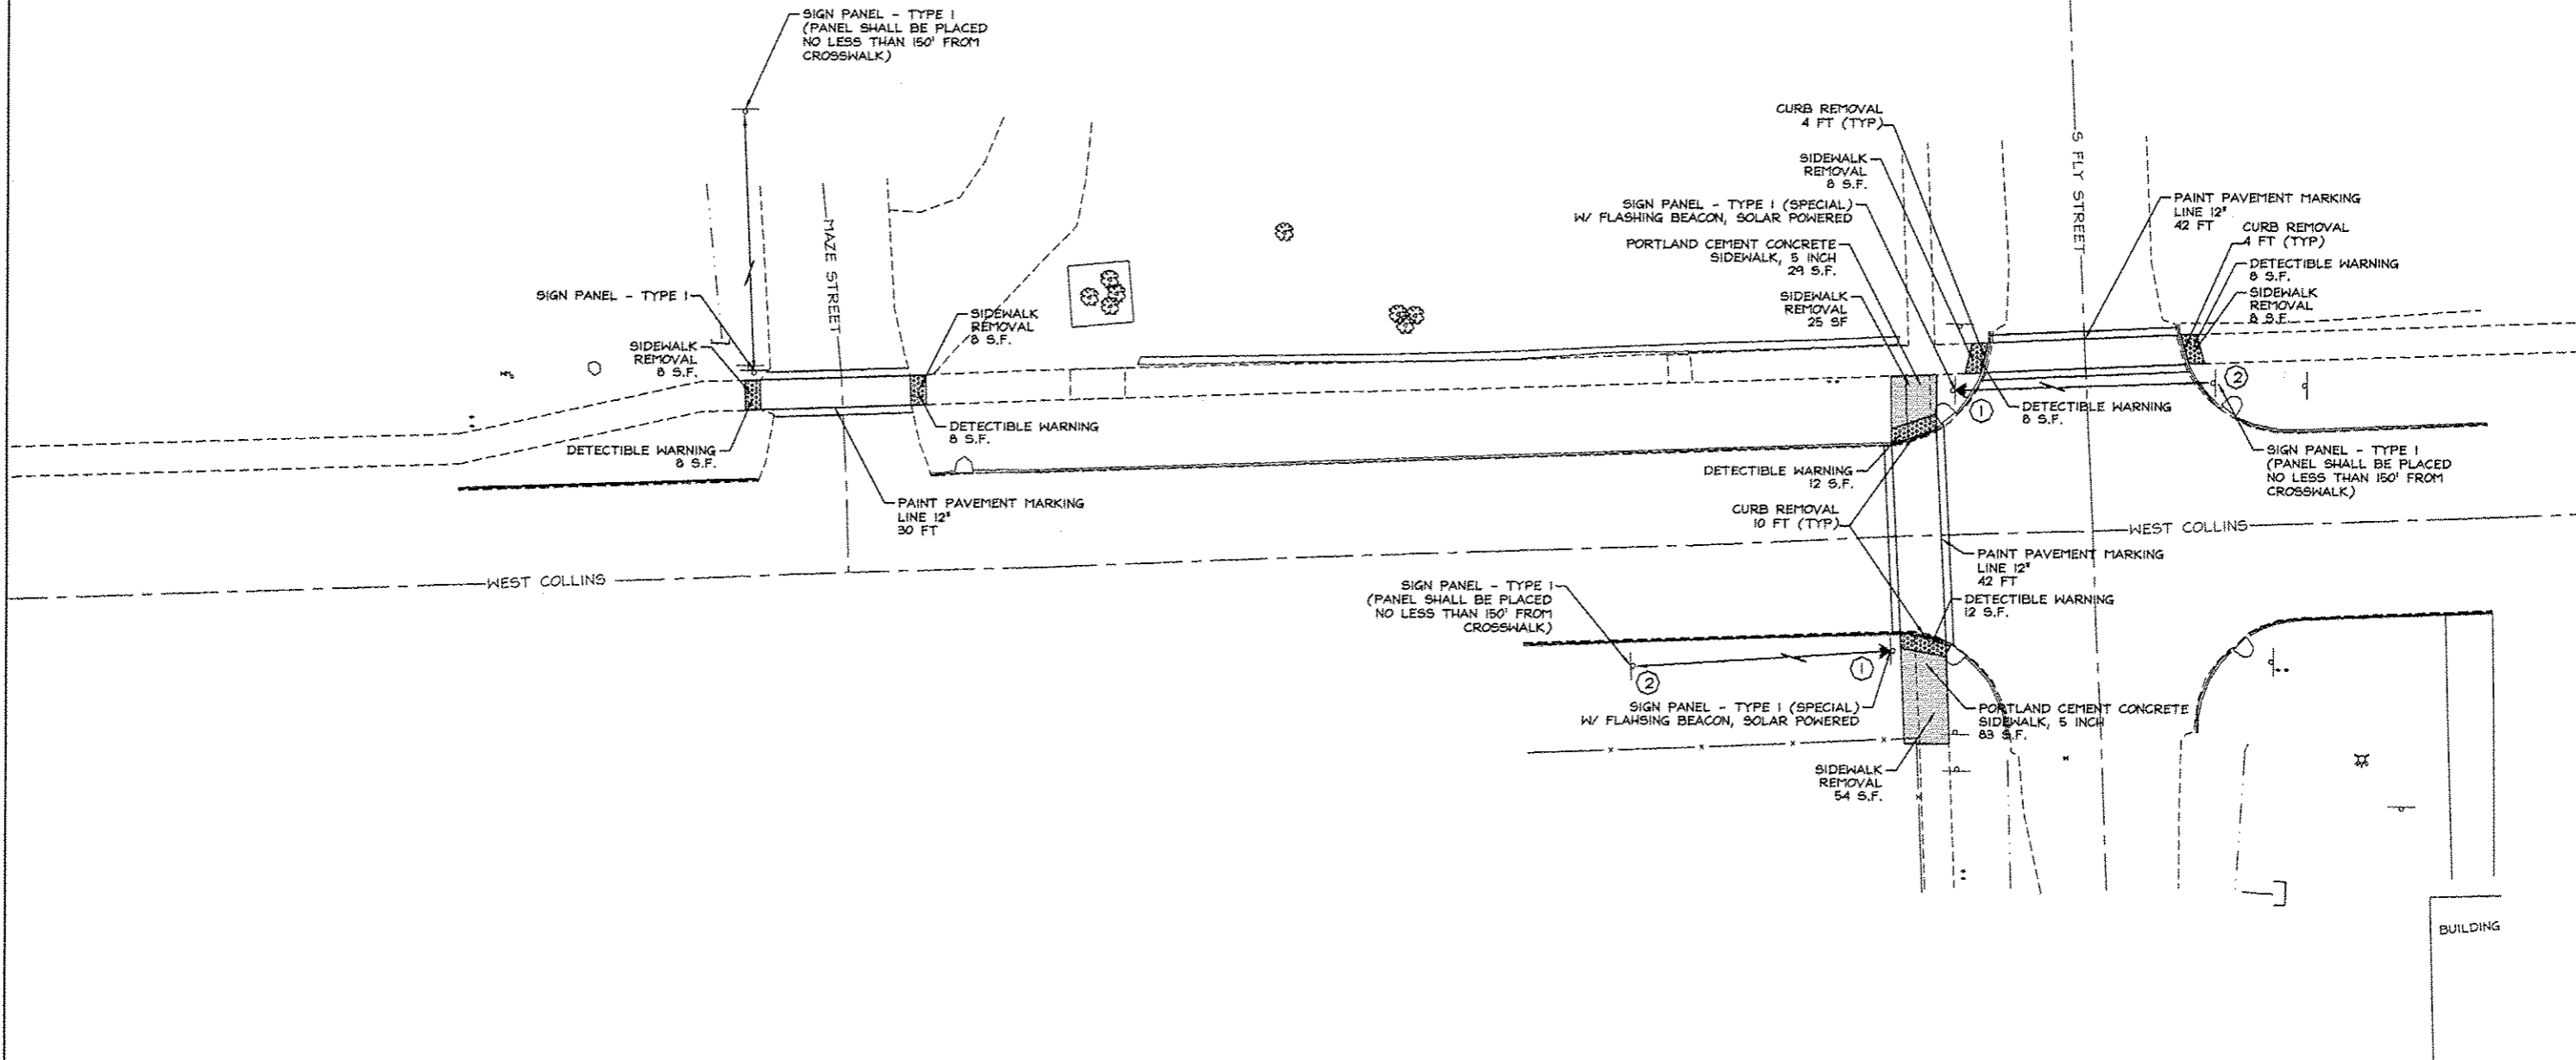 SIGN PANEL - TYPE 1
(PANEL SHALL BE PLACED
NO LESS THAN 150' FROM
CROSSWALK)
MAZE STREET
SIGN PANEL - TYPE 1
SIDEWALK
REMOVAL
8 S.F.
SIDEWALK
REMOVAL
8 S.F.
DETECTIBLE WARNING
8 S.F.
DETECTIBLE WARNING
8 S.F.
PAINT PAVEMENT MARKING
LINE 12"
30 FT
WEST COLLINS
CURB REMOVAL
4 FT (TYP)
SIDEWALK
REMOVAL
8 S.F.
SIGN PANEL - TYPE 1 (SPECIAL)
W/ FLASHING BEACON, SOLAR POWERED
PORTLAND CEMENT CONCRETE
SIDEWALK, 5 INCH
29 S.F.
SIDEWALK
REMOVAL
25 SF
S FLY STREET
PAINT PAVEMENT MARKING
LINE 12"
42 FT
CURB REMOVAL
4 FT (TYP)
DETECTIBLE WARNING
8 S.F.
SIDEWALK
REMOVAL
8 S.F.
2
1
DETECTIBLE WARNING
8 S.F.
SIGN PANEL - TYPE 1
(PANEL SHALL BE PLACED
NO LESS THAN 150' FROM
CROSSWALK)
DETECTIBLE WARNING
12 S.F.
CURB REMOVAL
10 FT (TYP)
WEST COLLINS
PAINT PAVEMENT MARKING
LINE 12"
42 FT
DETECTIBLE WARNING
12 S.F.
SIGN PANEL - TYPE 1
(PANEL SHALL BE PLACED
NO LESS THAN 150' FROM
CROSSWALK)
2
1
SIGN PANEL - TYPE 1 (SPECIAL)
W/ FLAHSING BEACON, SOLAR POWERED
PORTLAND CEMENT CONCRETE
SIDEWALK, 5 INCH
83 S.F.
SIDEWALK
REMOVAL
54 S.F.
BUILDING